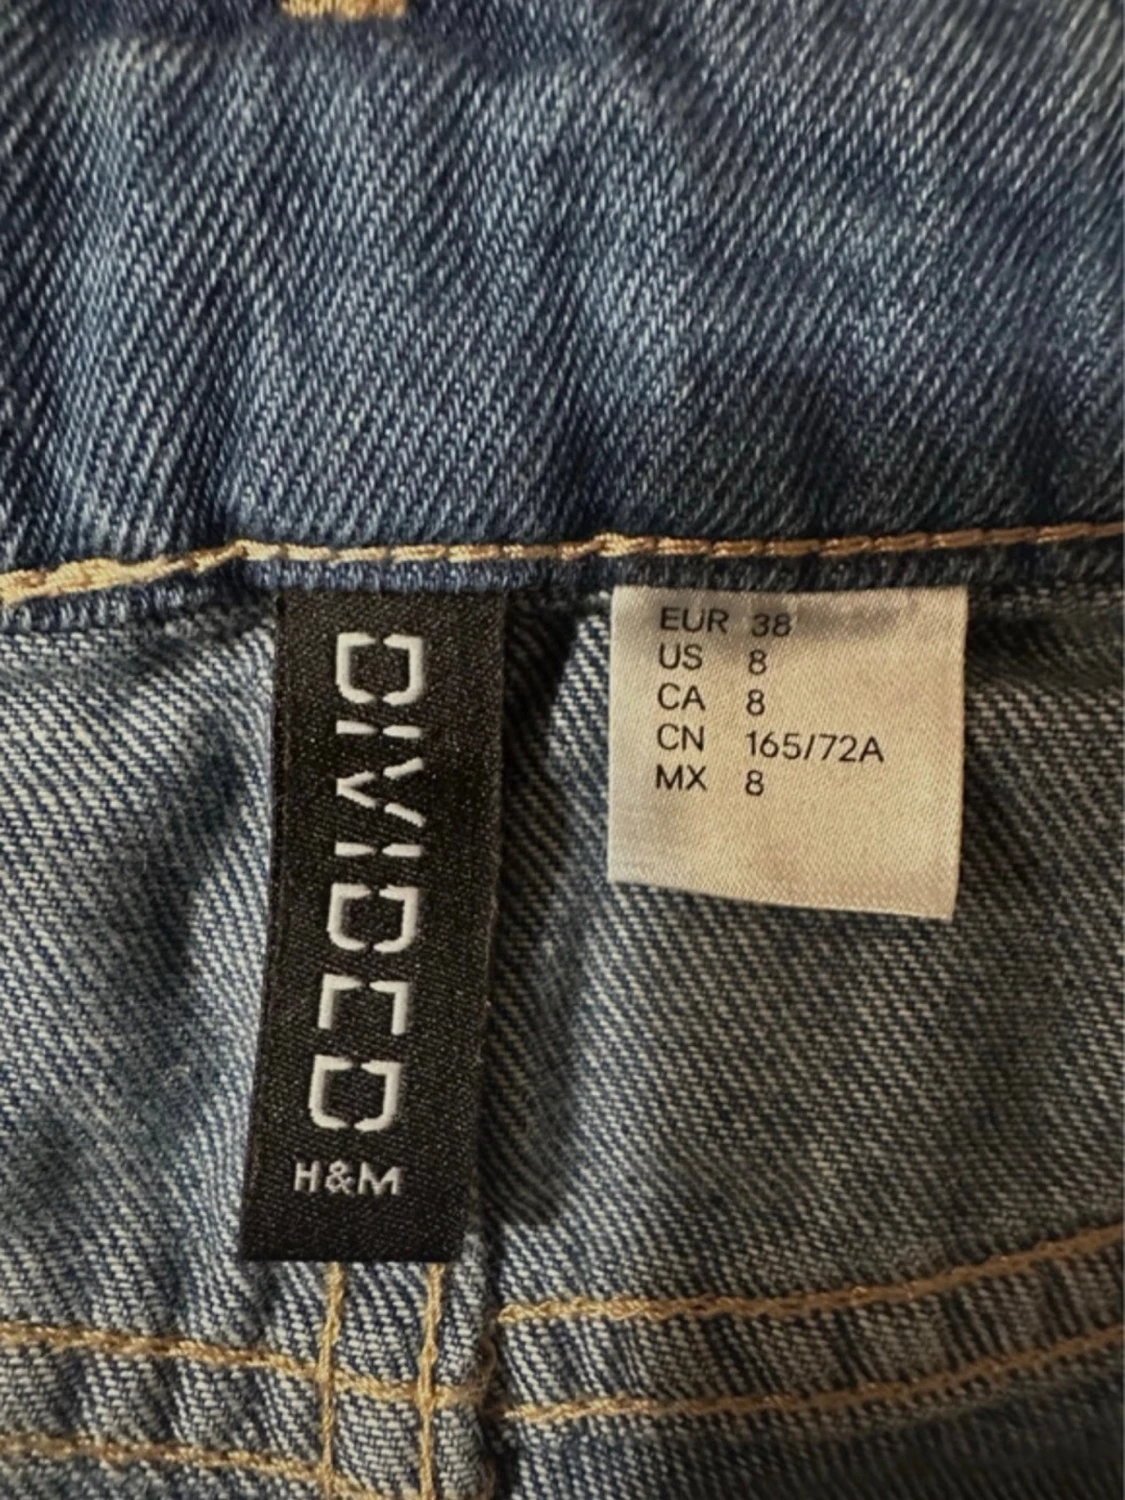 DIVIDED
H&M
EUR 38
US 8
CA 8
CN 165/72A
MX 8